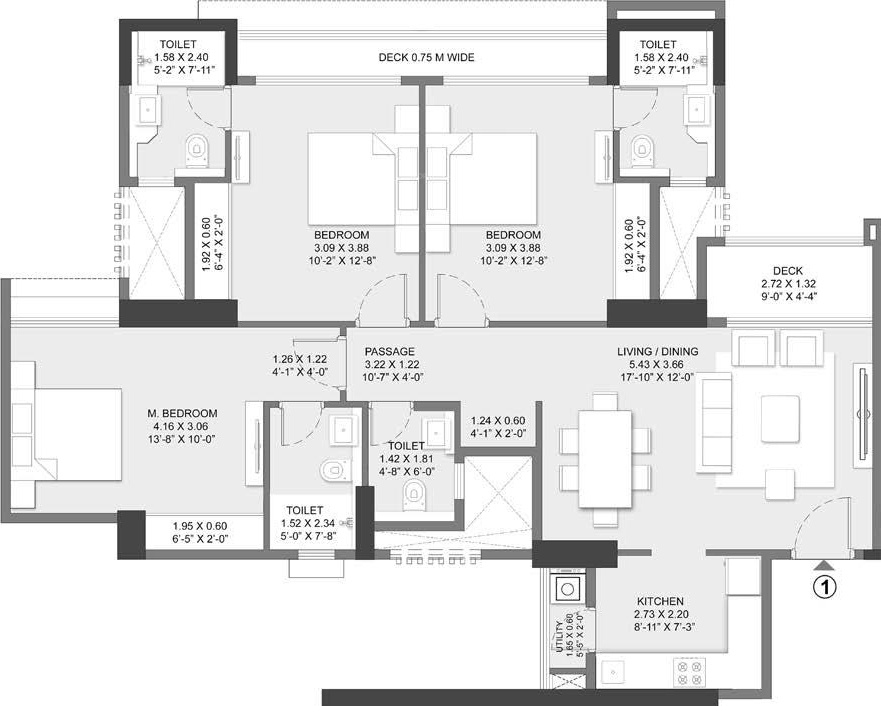 TOILET
1.58 X 2.40
5'-2" X 7'-11"
DECK 0.75 M WIDE
TOILET
1.58 X 2.40
5'-2" X 7'-11"
1.92 X 0.60
6'-4" X 2'-0"
BEDROOM
3.09 X 3.88
10'-2" X 12'-8"
BEDROOM
3.09 X 3.88
10'-2" X 12'-8"
1.92 X 0.60
6'-4" X 2'-0"
DECK
2.72 X 1.32
9'-0" X 4'-4"
1.26 X 1.22
4'-1" X 4'-0"
PASSAGE
3.22 X 1.22
10'-7" X 4'-0"
LIVING / DINING
5.43 X 3.66
17'-10" X 12'-0"
M. BEDROOM
4.16 X 3.06
13'-8" X 10'-0"
1.24 X 0.60
4'-1" X 2'-0"
TOILET
1.42 X 1.81
4'-8" X 6'-0"
TOILET
1.52 X 2.34
5'-0" X 7'-8"
1.95 X 0.60
6'-5" X 2'-0"
1
KITCHEN
2.73 X 2.20
8'-11" X 7'-3"
UTILITY
1.65 X 0.60
5'-5" X 2'-0"